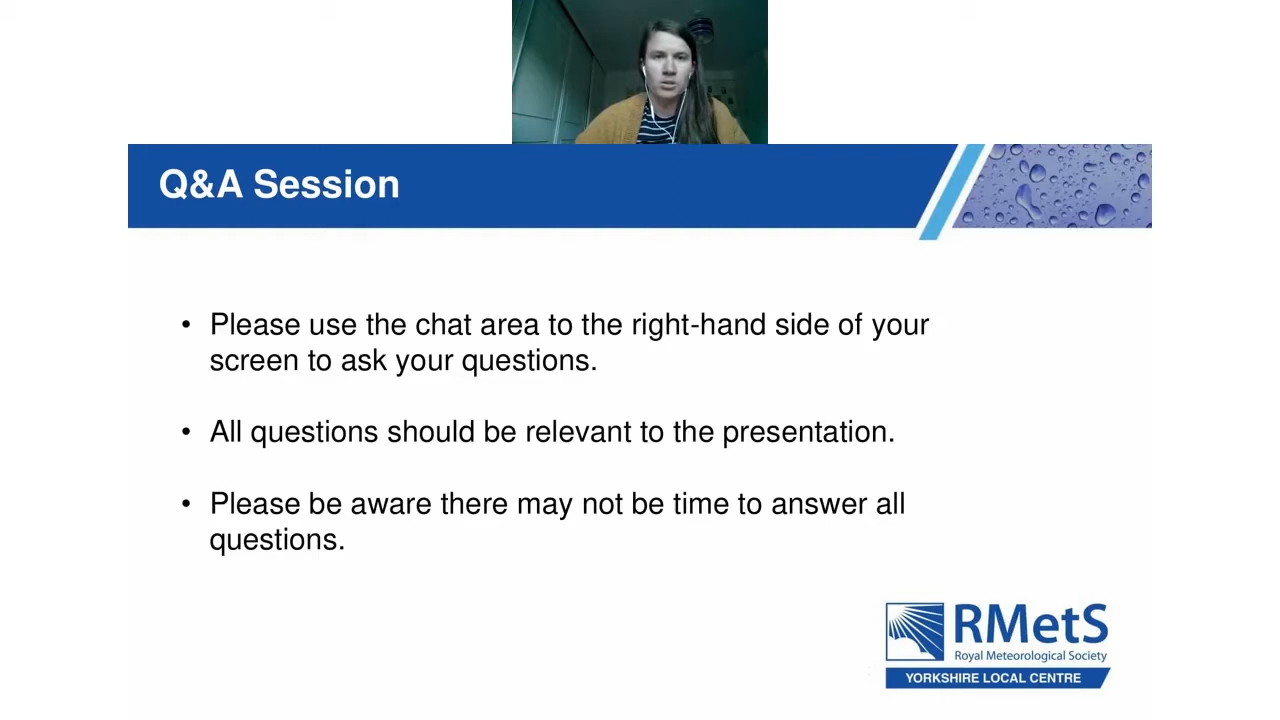 Q&A Session
• Please use the chat area to the right-hand side of your
screen to ask your questions.
• All questions should be relevant to the presentation.
• Please be aware there may not be time to answer all
questions.
RMetS
Royal Meteorological Society
YORKSHIRE LOCAL CENTRE